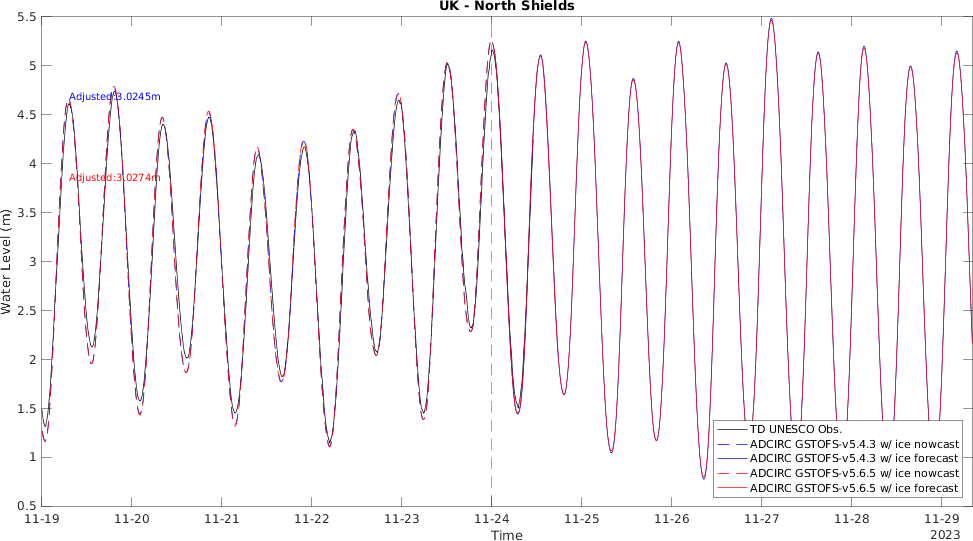 UK - North Shields
5.5
5
4.5
4
3.5
3
2.5
2
1.5
1
0.5
Water Level (m)
Adjusted:3.0245m
Adjusted:3.0274m
TD UNESCO Obs.
ADCIRC GSTOFS-v5.4.3 w/ ice nowcast
ADCIRC GSTOFS-v5.4.3 w/ ice forecast
ADCIRC GSTOFS-v5.6.5 w/ ice nowcast
ADCIRC GSTOFS-v5.6.5 w/ ice forecast
11-19 11-20 11-21 11-22 11-23 11-24 11-25 11-26 11-27 11-28 11-29
Time 2023